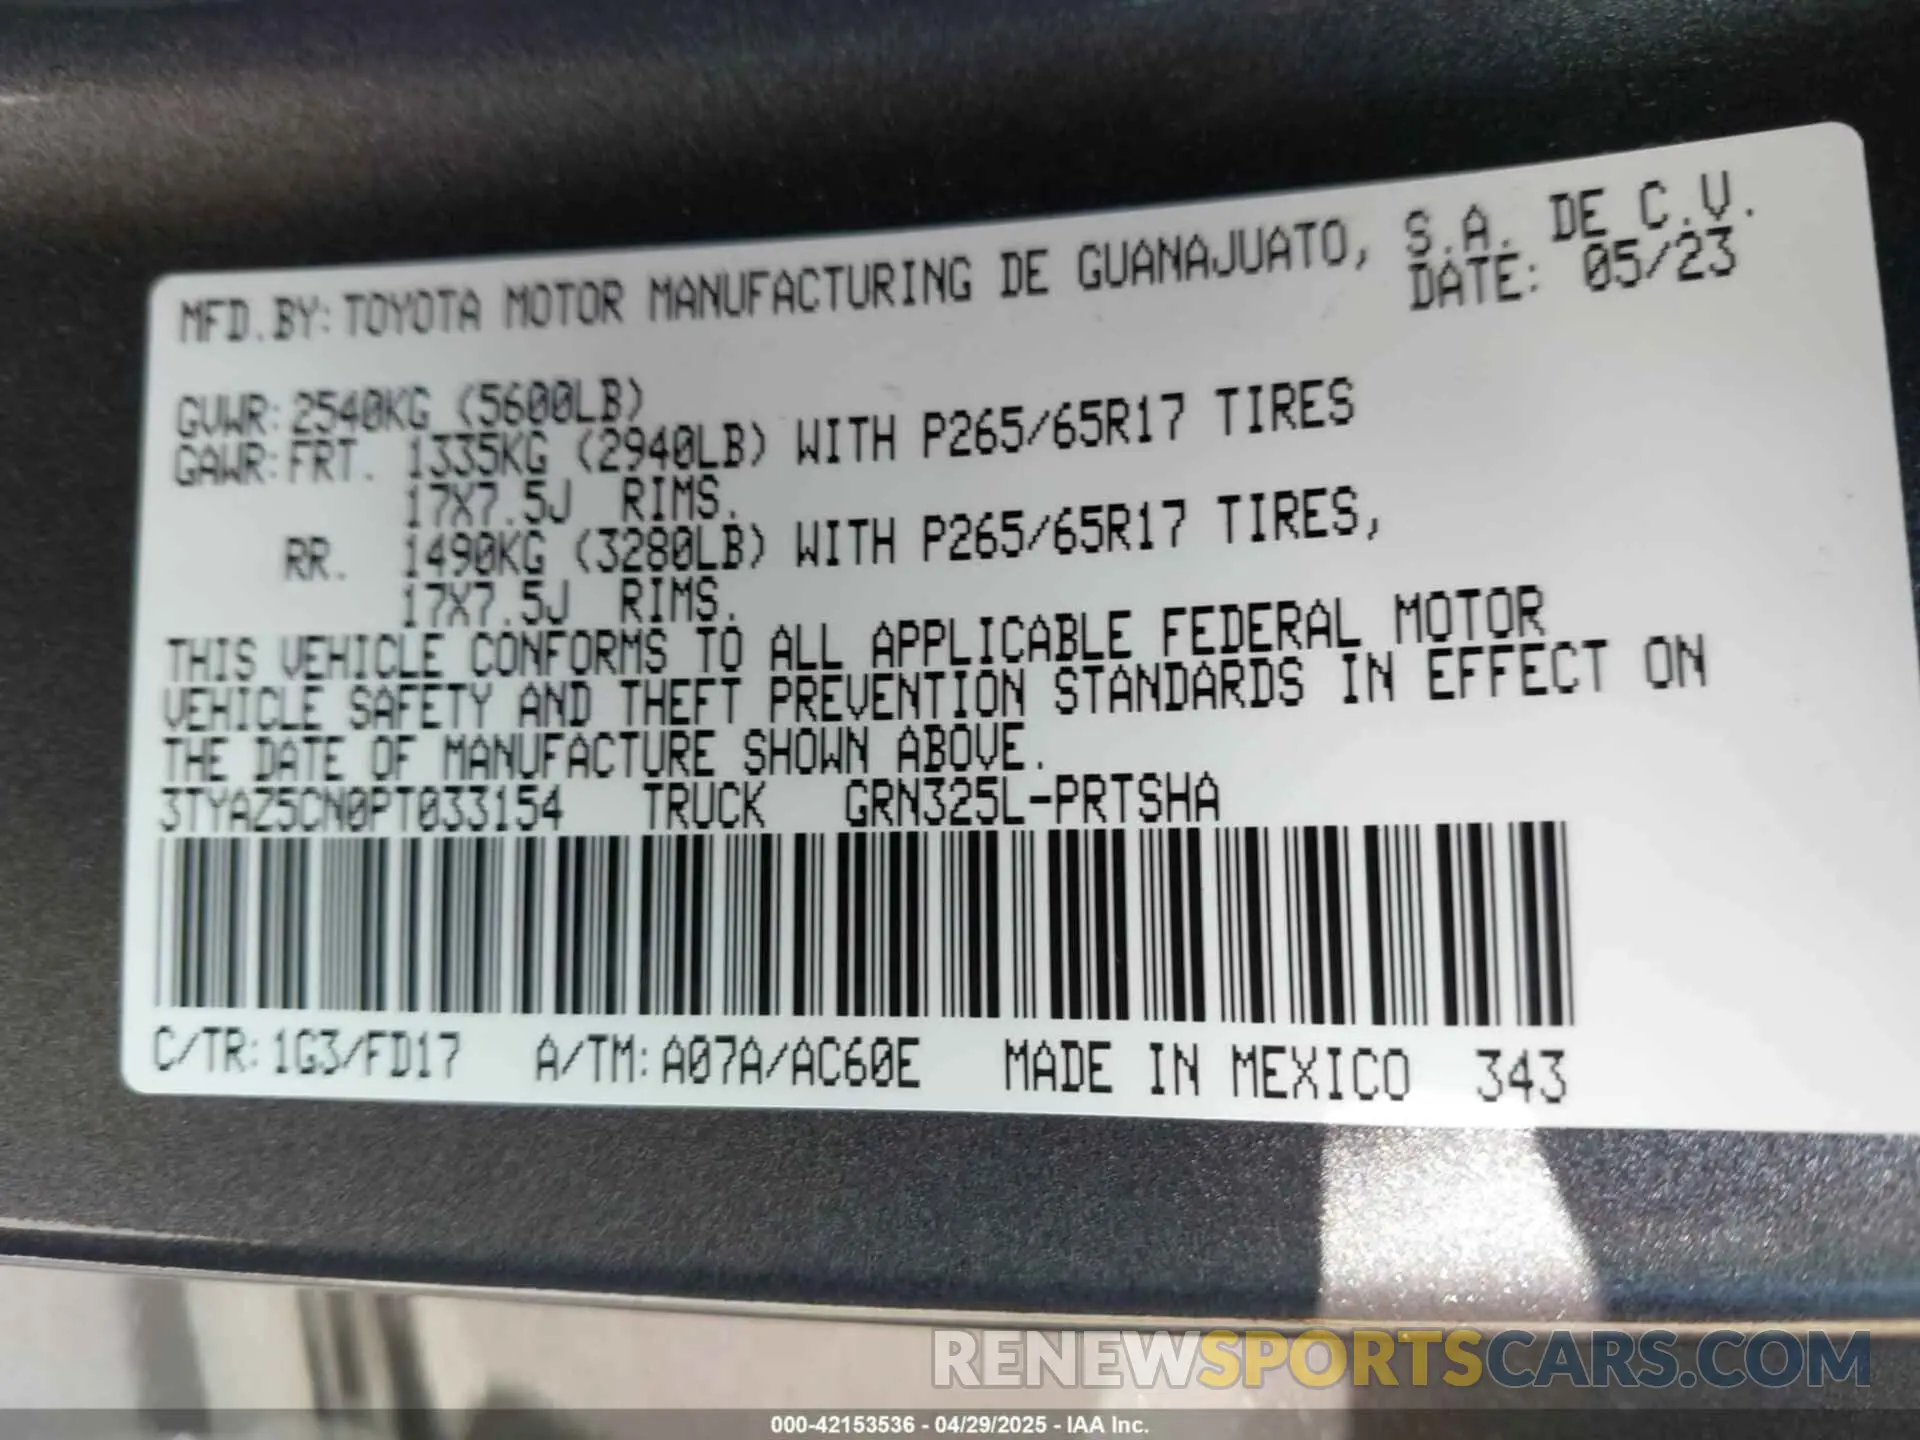 MFD.BY: TOYOTA MOTOR MANUFACTURING DE GUANAJUATO, S.A. DE C.V.
DATE: 05/23
GVWR: 2540KG (5600LB)
GAWR: FRT. 1335KG (2940LB) WITH P265/65R17 TIRES
17X7.5J RIMS.
RR. 1490KG (3280LB) WITH P265/65R17 TIRES,
17X7.5J RIMS.
THIS VEHICLE CONFORMS TO ALL APPLICABLE FEDERAL MOTOR
VEHICLE SAFETY AND THEFT PREVENTION STANDARDS IN EFFECT ON
THE DATE OF MANUFACTURE SHOWN ABOVE.
3TYAZ5CN0PT033154 TRUCK GRN325L-PRTSHA
C/TR: 1G3/FD17 A/TM: A07A/AC60E MADE IN MEXICO 343
RENEWSPORTSCARS.COM
000-42153536 - 04/29/2025 - IAA Inc.